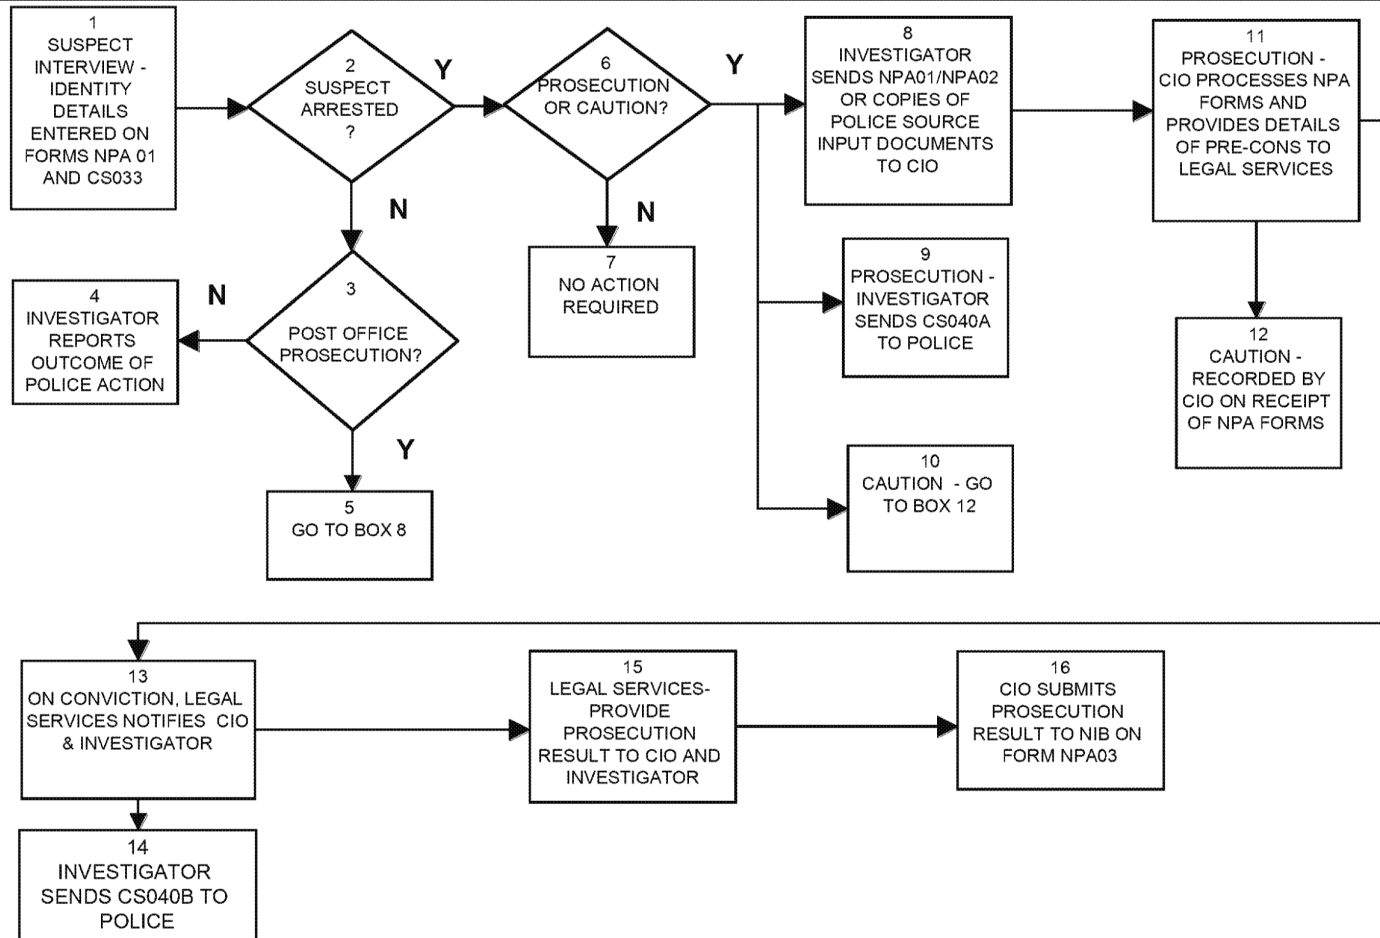 1
SUSPECT
INTERVIEW -
IDENTITY
DETAILS
ENTERED ON
FORMS NPA 01
AND CS033
2
SUSPECT
ARRESTED
?
Y
N
3
POST OFFICE
PROSECUTION?
N
Y
4
INVESTIGATOR
REPORTS
OUTCOME OF
POLICE ACTION
5
GO TO BOX 8
6
PROSECUTION
OR CAUTION?
Y
N
7
NO ACTION
REQUIRED
8
INVESTIGATOR
SENDS NPA01/NPA02
OR COPIES OF
POLICE SOURCE
INPUT DOCUMENTS
TO CIO
9
PROSECUTION -
INVESTIGATOR
SENDS CS040A
TO POLICE
10
CAUTION - GO
TO BOX 12
11
PROSECUTION -
CIO PROCESSES NPA
FORMS AND
PROVIDES DETAILS
OF PRE-CONS TO
LEGAL SERVICES
12
CAUTION -
RECORDED BY
CIO ON RECEIPT
OF NPA FORMS
13
ON CONVICTION, LEGAL
SERVICES NOTIFIES CIO
& INVESTIGATOR
14
INVESTIGATOR
SENDS CS040B TO
POLICE
15
LEGAL SERVICES-
PROVIDE
PROSECUTION
RESULT TO CIO AND
INVESTIGATOR
16
CIO SUBMITS
PROSECUTION
RESULT TO NIB ON
FORM NPA03